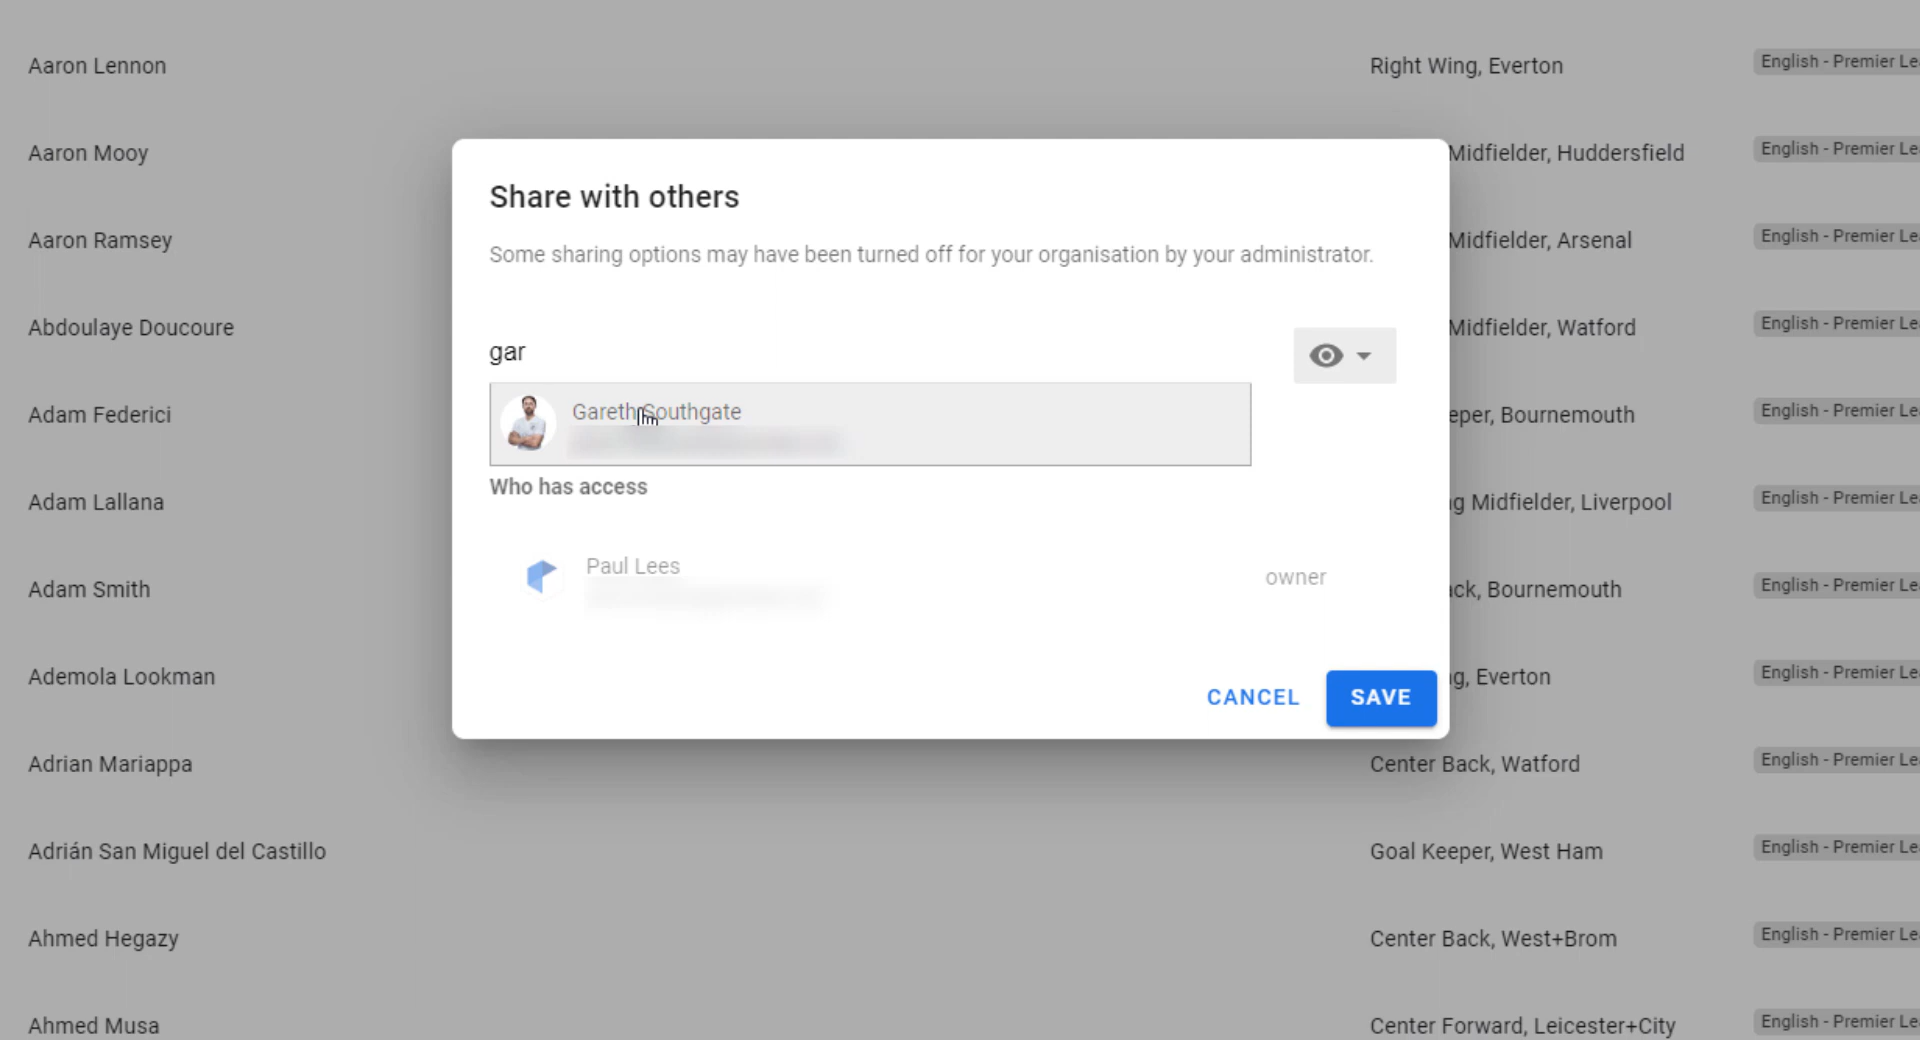 Aaron Lennon
Right Wing, Everton
English - Premier Le
Aaron Mooy
Midfielder, Huddersfield
English - Premier Le
Aaron Ramsey
Midfielder, Arsenal
English - Premier Le
Abdoulaye Doucoure
Midfielder, Watford
English - Premier Le
Adam Federici
eper, Bournemouth
English - Premier Le
Adam Lallana
ng Midfielder, Liverpool
English - Premier Le
Adam Smith
ack, Bournemouth
English - Premier Le
Ademola Lookman
ng, Everton
English - Premier Le
Adrian Mariappa
Center Back, Watford
English - Premier Le
Adrián San Miguel del Castillo
Goal Keeper, West Ham
English - Premier Le
Ahmed Hegazy
Center Back, West+Brom
English - Premier Le
Ahmed Musa
Center Forward, Leicester+City
English - Premier Le
Share with others
Some sharing options may have been turned off for your organisation by your administrator.
gar
Gareth Southgate
Who has access
Paul Lees
owner
CANCEL
SAVE